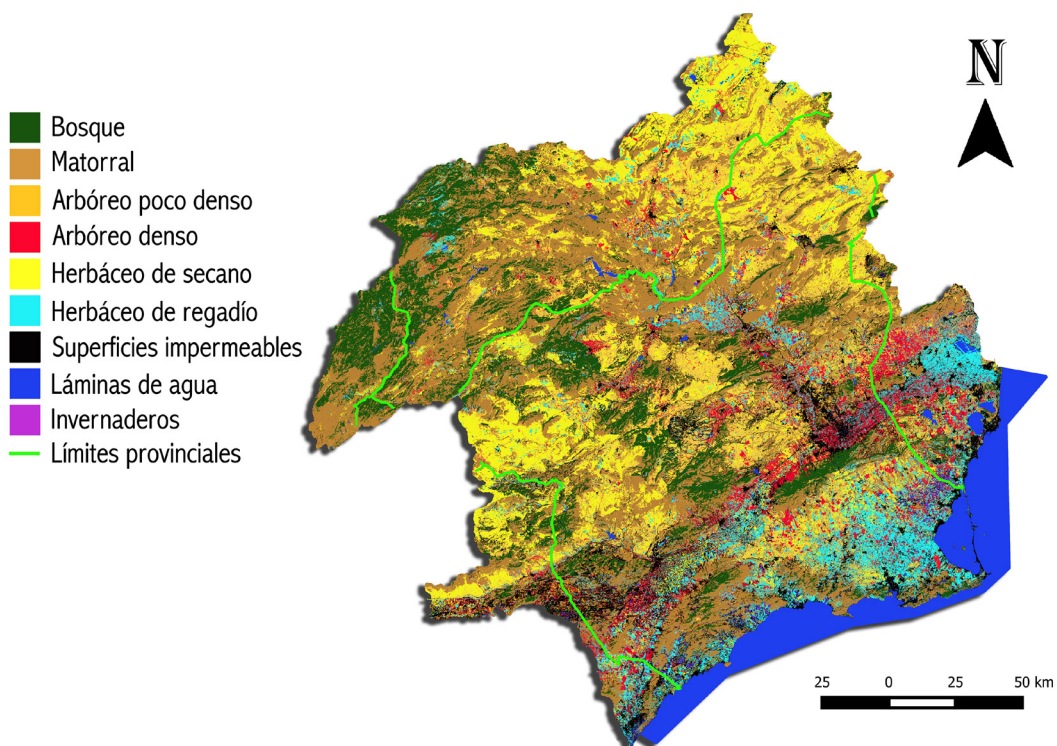 N
Bosque
Matorral
Arbóreo poco denso
Arbóreo denso
Herbáceo de secano
Herbáceo de regadío
Superficies impermeables
Láminas de agua
Invernaderos
Límites provinciales
25 0 25 50 km